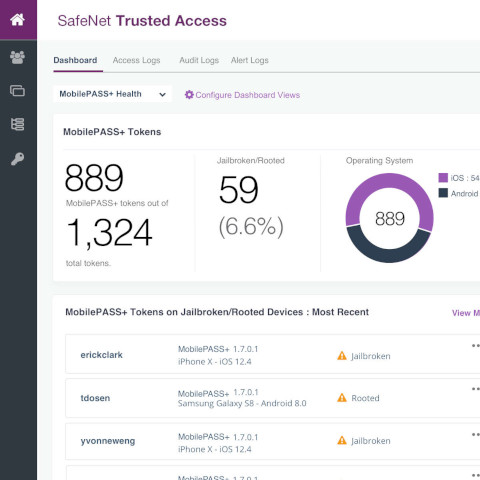 SafeNet Trusted Access
Dashboard Access Logs Audit Logs Alert Logs
MobilePASS+ Health Configure Dashboard Views
MobilePASS+ Tokens
889
MobilePASS+ tokens out of
1,324
total tokens.
Jailbroken/Rooted
59
(6.6%)
Operating System
889
iOS : 54
Android
MobilePASS+ Tokens on Jailbroken/Rooted Devices : Most Recent View M
erickclark
MobilePASS+ 1.7.0.1
iPhone X - iOS 12.4
Jailbroken
tdosen
MobilePASS+ 1.7.0.1
Samsung Galaxy S8 - Android 8.0
Rooted
yvonneweng
MobilePASS+ 1.7.0.1
iPhone X - iOS 12.4
Jailbroken
MobilePASS+ 1.7.0.1